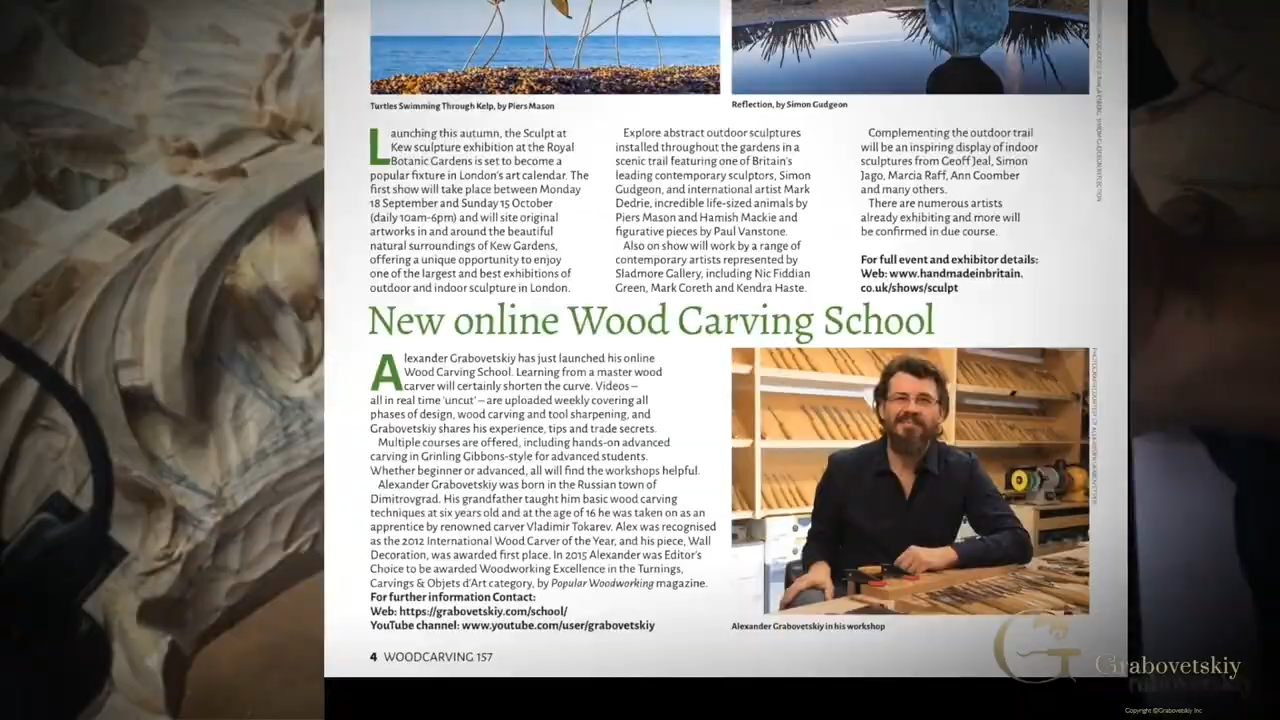 Turtles Swimming Through Kelp, by Piers Mason
Reflection, by Simon Gudgeon
Launching this autumn, the Sculpt at
Kew sculpture exhibition at the Royal
Botanic Gardens is set to become a
popular fixture in London's art calendar. The
first show will take place between Monday
18 September and Sunday 15 October
(daily 10am-6pm) and will site original
artworks in and around the beautiful
natural surroundings of Kew Gardens,
offering a unique opportunity to enjoy
one of the largest and best exhibitions of
outdoor and indoor sculpture in London.
Explore abstract outdoor sculptures
installed throughout the gardens in a
scenic trail featuring one of Britain's
leading contemporary sculptors, Simon
Gudgeon, and international artist Mark
Dedrie, incredible life-sized animals by
Piers Mason and Hamish Mackie and
figurative pieces by Paul Vanstone.
Also on show will work by a range of
contemporary artists represented by
Sladmore Gallery, including Nic Fiddian
Green, Mark Coreth and Kendra Haste.
Complementing the outdoor trail
will be an inspiring display of indoor
sculptures from Geoff Jeal, Simon
Jago, Marcia Raff, Ann Coomber
and many others.
There are numerous artists
already exhibiting and more will
be confirmed in due course.
For full event and exhibitor details:
Web: www.handmadeinbritain.
co.uk/shows/sculpt
New online Wood Carving School
Alexander Grabovetskiy has just launched his online
Wood Carving School. Learning from a master wood
carver will certainly shorten the curve. Videos –
all in real time 'uncut' – are uploaded weekly covering all
phases of design, wood carving and tool sharpening, and
Grabovetskiy shares his experience, tips and trade secrets.
Multiple courses are offered, including hands-on advanced
carving in Grinling Gibbons-style for advanced students.
Whether beginner or advanced, all will find the workshops helpful.
Alexander Grabovetskiy was born in the Russian town of
Dimitrovgrad. His grandfather taught him basic wood carving
techniques at six years old and at the age of 16 he was taken on as an
apprentice by renowned carver Vladimir Tokarev. Alex was recognised
as the 2012 International Wood Carver of the Year, and his piece, Wall
Decoration, was awarded first place. In 2015 Alexander was Editor's
Choice to be awarded Woodworking Excellence in the Turnings,
Carvings & Objets d'Art category, by Popular Woodworking magazine.
For further information Contact:
Web: https://grabovetskiy.com/school/
YouTube channel: www.youtube.com/user/grabovetskiy
Alexander Grabovetskiy in his workshop
4 WOODCARVING 157
Grabovetskiy
Copyright ©Grabovetskiy Inc